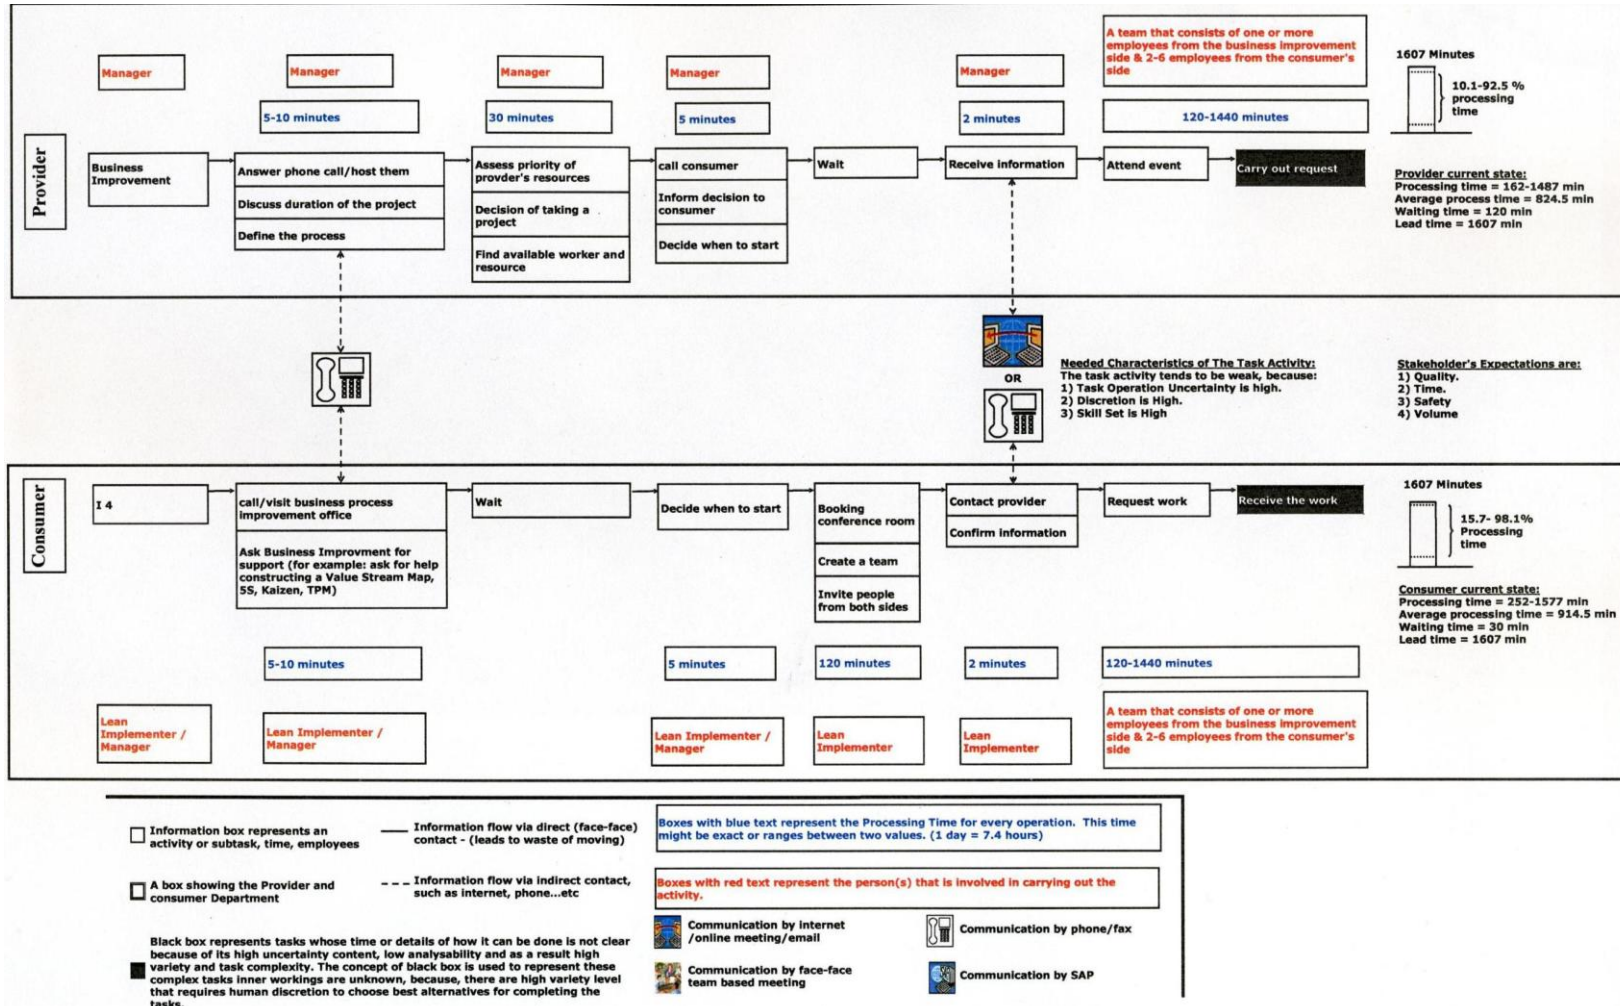 Provider
Manager
Manager
Manager
Manager
Manager
A team that consists of one or more
employees from the business improvement
side & 2-6 employees from the consumer's
side
5-10 minutes
30 minutes
5 minutes
2 minutes
120-1440 minutes
Business
Improvement
Answer phone call/host them
Discuss duration of the project
Define the process
Assess priority of
provder's resources
Decision of taking a
project
Find available worker and
resource
call consumer
Inform decision to
consumer
Decide when to start
Wait
Receive information
Attend event
Carry out request
1607 Minutes
10.1-92.5 %
processing
time
Provider current state:
Processing time = 162-1487 min
Average process time = 824.5 min
Waiting time = 120 min
Lead time = 1607 min
OR
Needed Characteristics of The Task Activity:
The task activity tends to be weak, because:
1) Task Operation Uncertainty is high.
2) Discretion is High.
3) Skill Set is High
Stakeholder's Expectations are:
1) Quality.
2) Time.
3) Safety
4) Volume
Consumer
I 4
call/visit business process
improvement office
Ask Business Improvment for
support (for example: ask for help
constructing a Value Stream Map,
5S, Kaizen, TPM)
Wait
Decide when to start
Booking
conference room
Create a team
Invite people
from both sides
Contact provider
Confirm information
Request work
Receive the work
1607 Minutes
15.7- 98.1%
Processing
time
Consumer current state:
Processing time = 252-1577 min
Average processing time = 914.5 min
Waiting time = 30 min
Lead time = 1607 min
5-10 minutes
5 minutes
120 minutes
2 minutes
120-1440 minutes
Lean
Implementer /
Manager
Lean Implementer /
Manager
Lean Implementer /
Manager
Lean
Implementer
Lean
Implementer
A team that consists of one or more
employees from the business improvement
side & 2-6 employees from the consumer's
side
Information box represents an
activity or subtask, time, employees
A box showing the Provider and
consumer Department
Black box represents tasks whose time or details of how it can be done is not clear
because of its high uncertainty content, low analysability and as a result high
variety and task complexity. The concept of black box is used to represent these
complex tasks inner workings are unknown, because, there are high variety level
that requires human discretion to choose best alternatives for completing the
tasks.
Information flow via direct (face-face)
contact - (leads to waste of moving)
Information flow via indirect contact,
such as internet, phone...etc
Boxes with blue text represent the Processing Time for every operation. This time
might be exact or ranges between two values. (1 day = 7.4 hours)
Boxes with red text represent the person(s) that is involved in carrying out the
activity.
Communication by internet
/online meeting/email
Communication by phone/fax
Communication by face-face
team based meeting
Communication by SAP